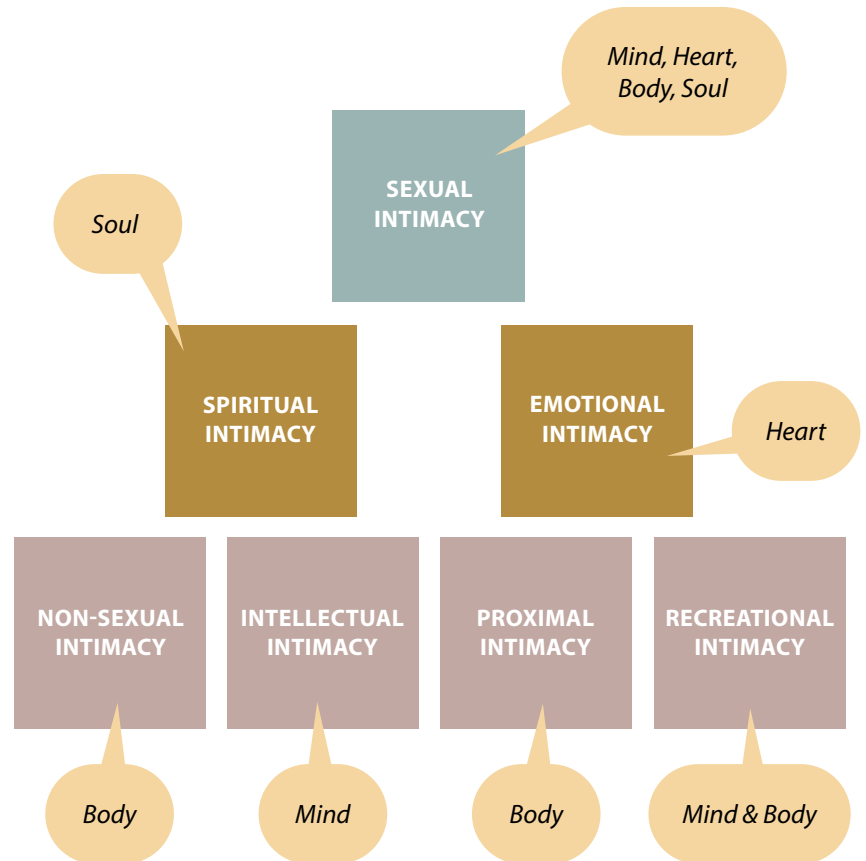 Mind, Heart,
Body, Soul
SEXUAL
INTIMACY
Soul
SPIRITUAL
INTIMACY
EMOTIONAL
INTIMACY
Heart
NON-SEXUAL
INTIMACY
INTELLECTUAL
INTIMACY
PROXIMAL
INTIMACY
RECREATIONAL
INTIMACY
Body
Mind
Body
Mind & Body